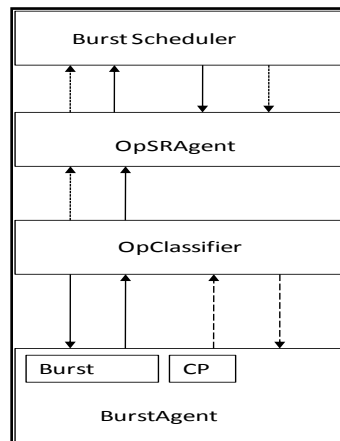 Burst Scheduler
OpSRAgent
OpClassifier
Burst
CP
BurstAgent